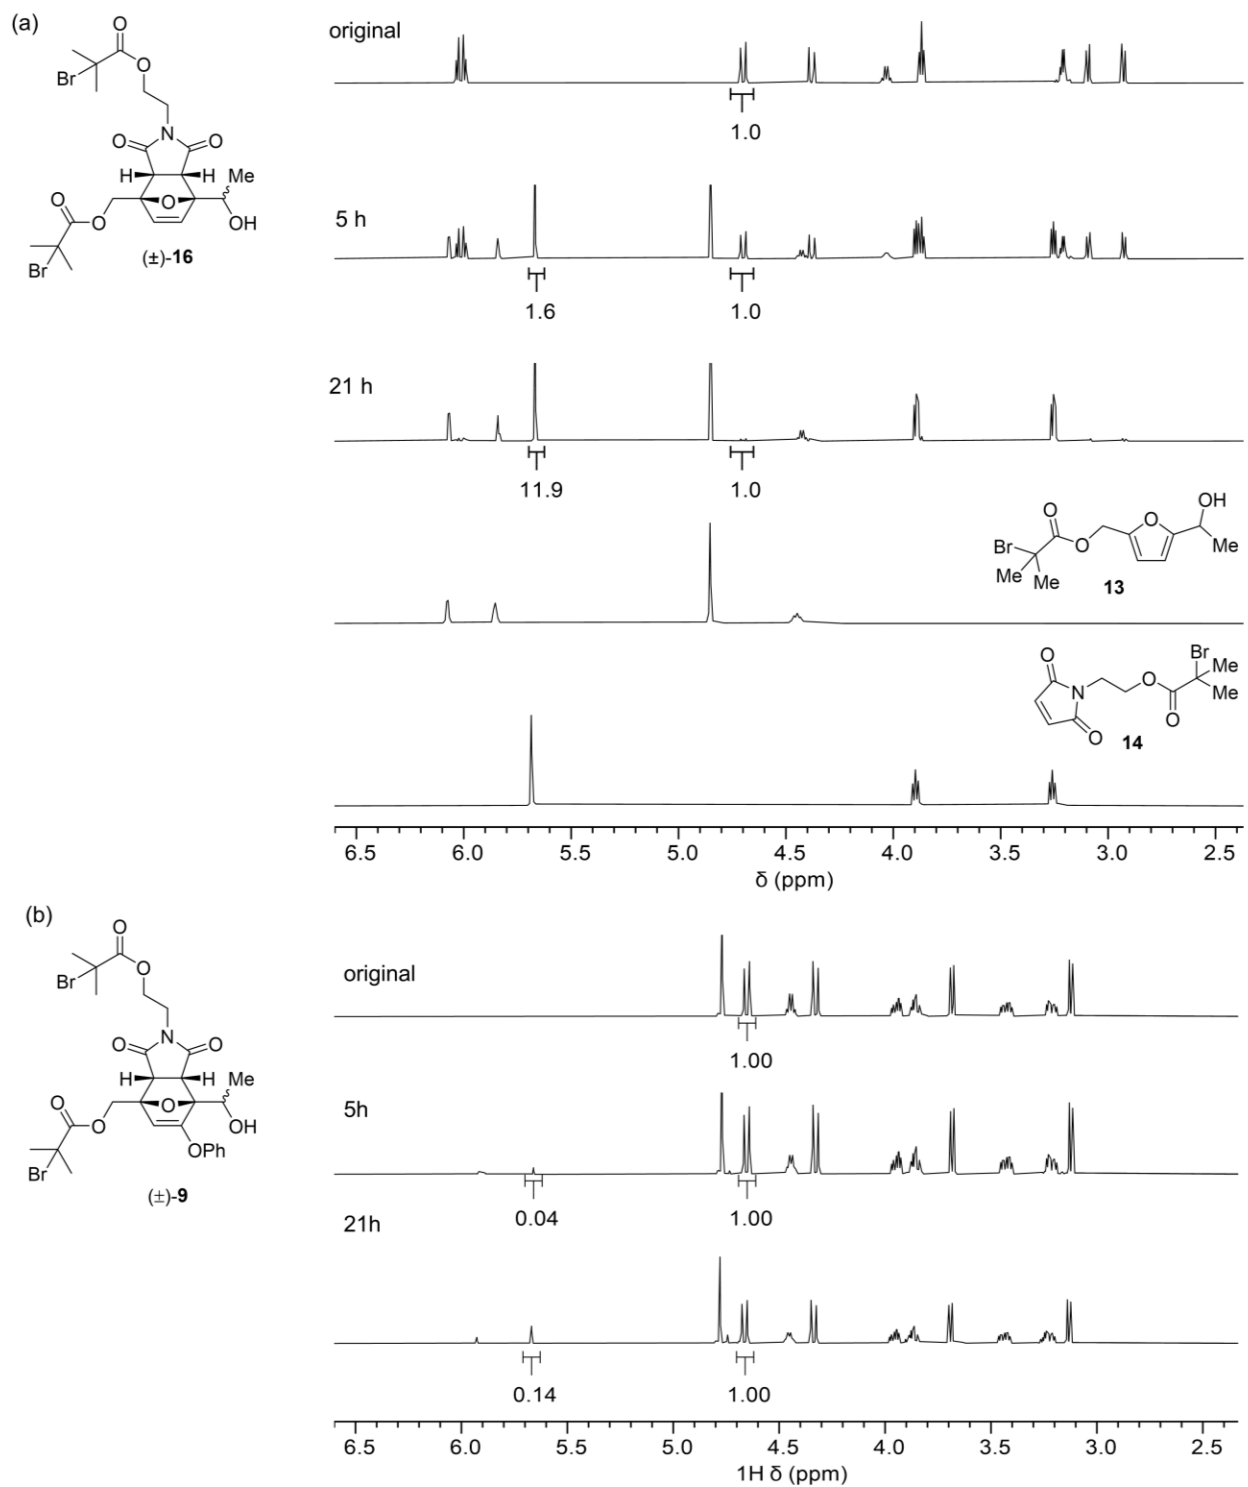 (a)
original
O
O
Br
N
O
O
H
H
Me
O
O
O
OH
Br
(±)-16
1.0
5 h
1.6
1.0
21 h
11.9
1.0
OH
O
O
Br
O
Me
Me
Me
13
Br
O
Me
N
O
Me
O
O
14
6.5 6.0 5.5 5.0 4.5 4.0 3.5 3.0 2.5
δ (ppm)
(b)
original
O
O
Br
N
O
O
H
H
Me
O
O
O
OH
OPh
Br
(±)-9
1.00
5h
0.04
1.00
21h
0.14
1.00
6.5 6.0 5.5 5.0 4.5 4.0 3.5 3.0 2.5
1H δ (ppm)